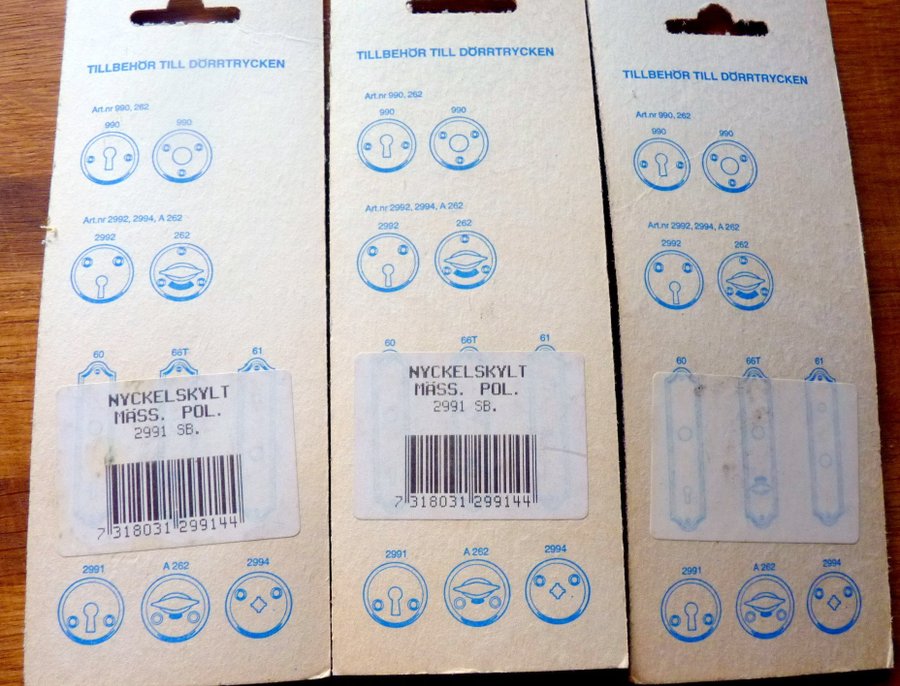 TILLBEHÖR TILL DÖRRTRYCKEN
Art.nr 990, 262
990 990
Art.nr 2992, 2994, A 262
2992 262
60 66T 61
NYCKELSKYLT
MÄSS. POL.
2991 SB.
7 318031 299144
2991 A 262 2994
TILLBEHÖR TILL DÖRRTRYCKEN
Art.nr 990, 262
990 990
Art.nr 2992, 2994, A 262
2992 262
60 66T 61
NYCKELSKYLT
MÄSS. POL.
2991 SB.
7 318031 299144
2991 A 262 2994
TILLBEHÖR TILL DÖRRTRYCKEN
Art.nr 990, 262
990 990
Art.nr 2992, 2994, A 262
2992 262
60 66T 61
2991 A 262 2994